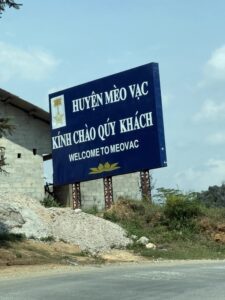 HUYỆN MÈO VẠC
KÍNH CHÀO QUÝ KHÁCH
WELCOME TO MEOVAC